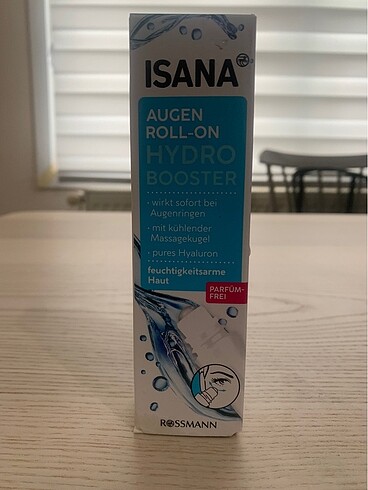 ISANA
AUGEN
ROLL-ON
HYDRO
BOOSTER
· wirkt sofort bei
Augenringen
· mit kühlender
Massagekugel
· pures Hyaluron
feuchtigkeitsarme
Haut
PARFÜM-
FREI
ROSSMANN